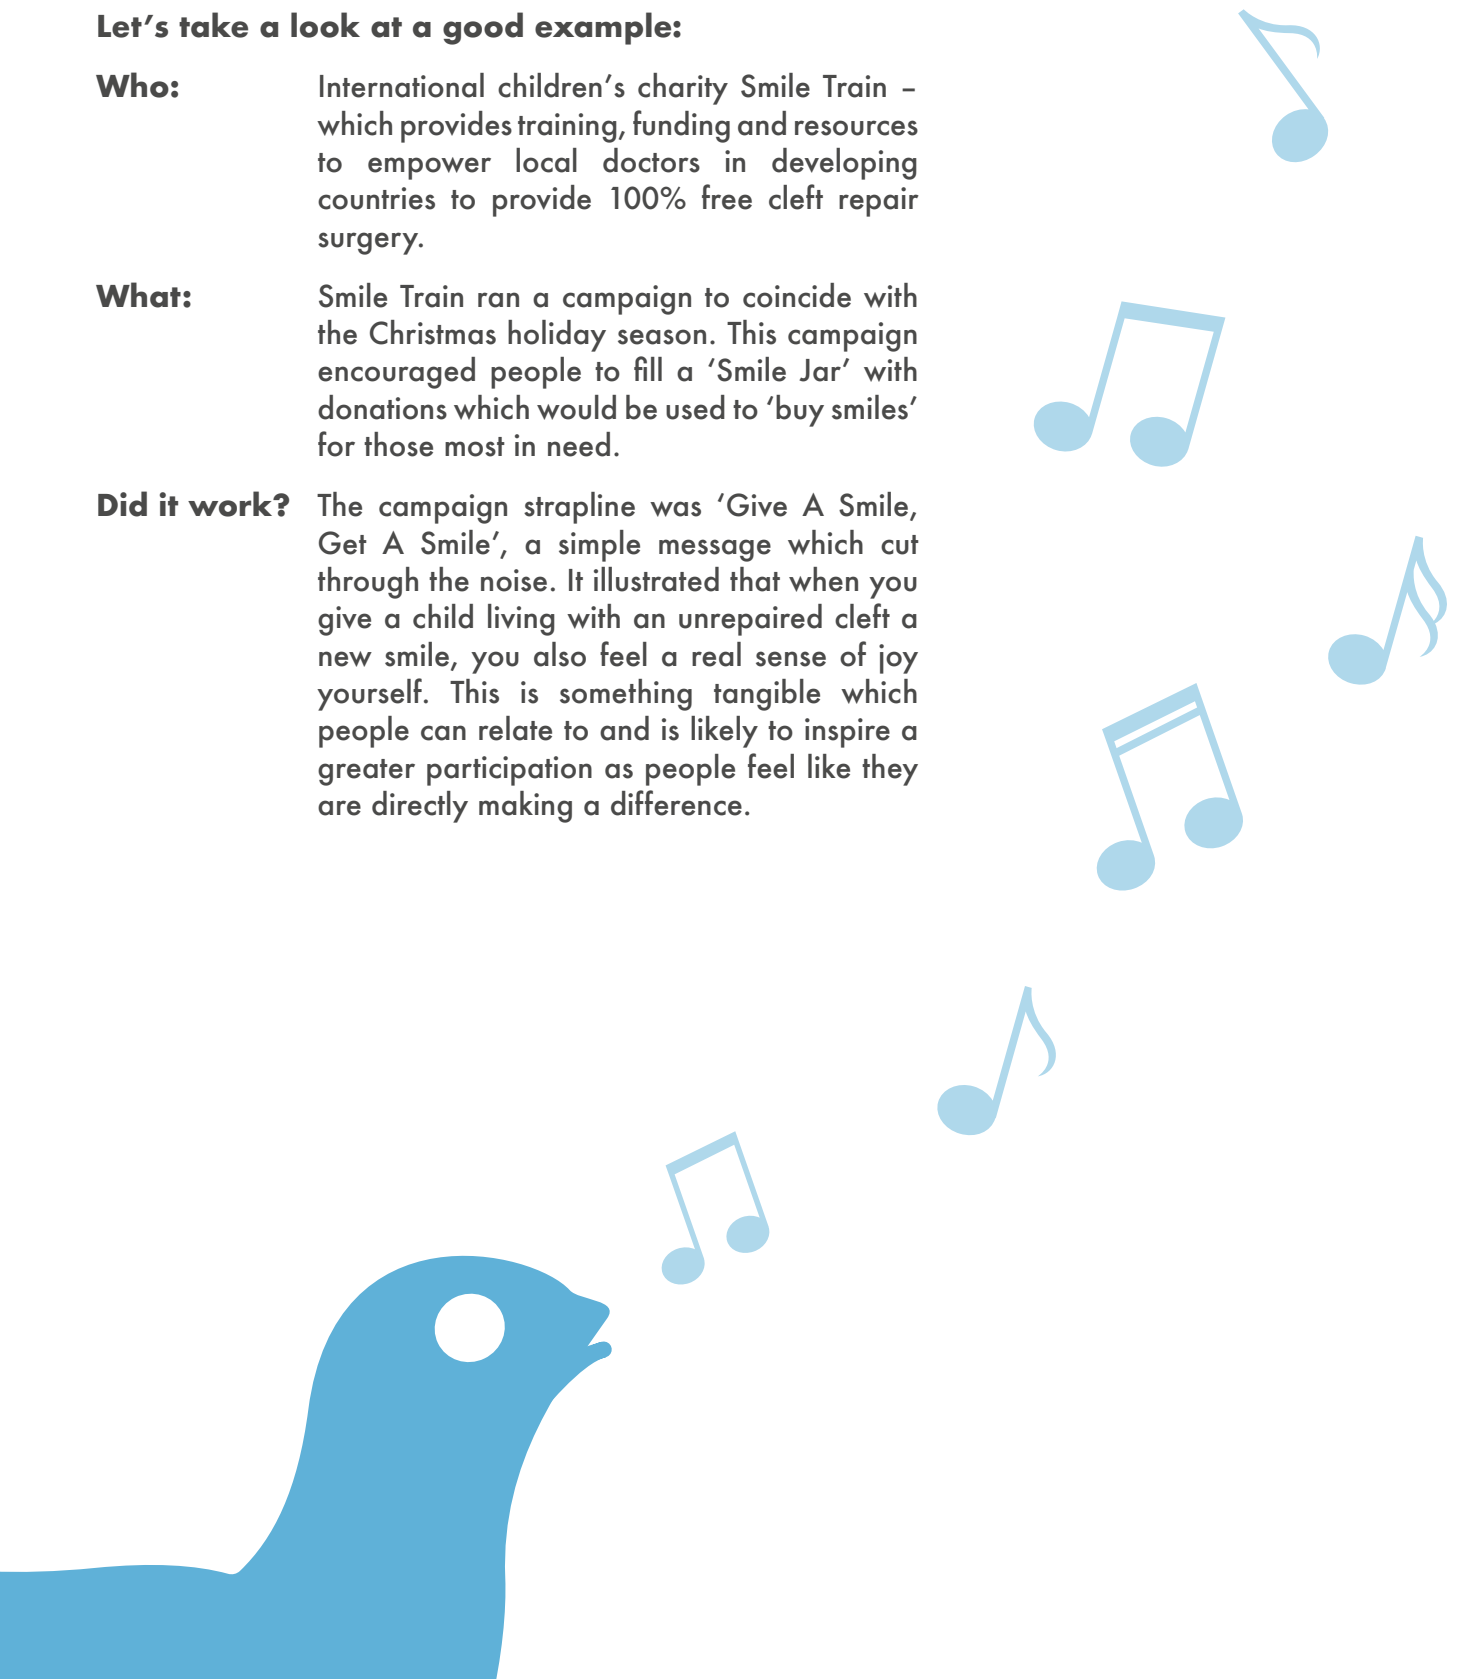 Let’s take a look at a good example:
Who:
International children’s charity Smile Train –
which provides training, funding and resources
to empower local doctors in developing
countries to provide 100% free cleft repair
surgery.
What:
Smile Train ran a campaign to coincide with
the Christmas holiday season. This campaign
encouraged people to fill a ‘Smile Jar’ with
donations which would be used to ‘buy smiles’
for those most in need.
Did it work?
The campaign strapline was ‘Give A Smile,
Get A Smile’, a simple message which cut
through the noise. It illustrated that when you
give a child living with an unrepaired cleft a
new smile, you also feel a real sense of joy
yourself. This is something tangible which
people can relate to and is likely to inspire a
greater participation as people feel like they
are directly making a difference.